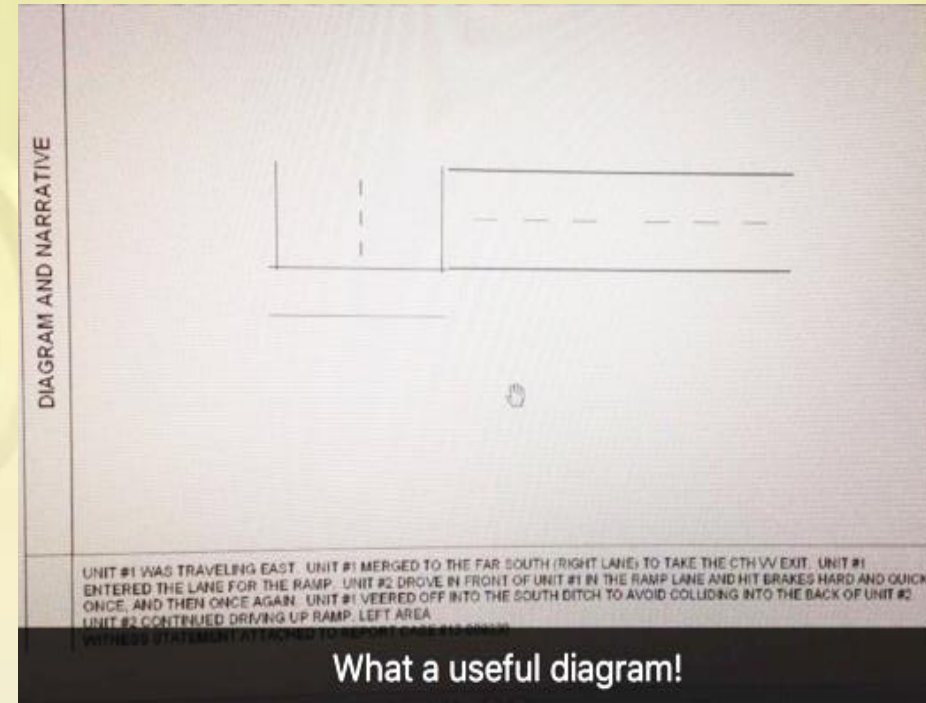 DIAGRAM AND NARRATIVE
UNIT #1 WAS TRAVELING EAST. UNIT #1 MERGED TO THE FAR SOUTH (RIGHT LANE) TO TAKE THE CTH VV EXIT. UNIT #1
ENTERED THE LANE FOR THE RAMP. UNIT #2 DROVE IN FRONT OF UNIT #1 IN THE RAMP LANE AND HIT BRAKES HARD AND QUICK
ONCE, AND THEN ONCE AGAIN. UNIT #1 VEERED OFF INTO THE SOUTH DITCH TO AVOID COLLIDING INTO THE BACK OF UNIT #2.
UNIT #2 CONTINUED DRIVING UP RAMP. LEFT AREA
WITNESS STATEMENT ATTACHED TO REPORT CASE
What a useful diagram!